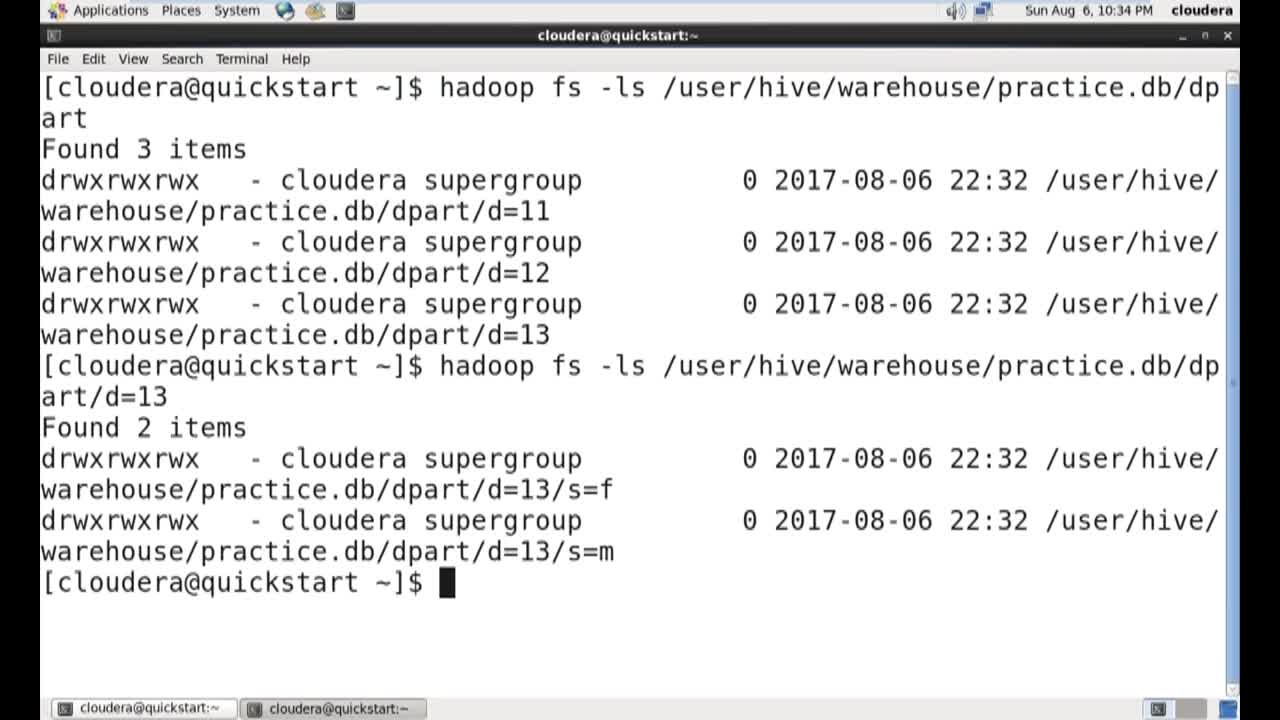 Applications Places System Sun Aug 6, 10:34 PM cloudera
cloudera@quickstart:~
File Edit View Search Terminal Help
[cloudera@quickstart ~]$ hadoop fs -ls /user/hive/warehouse/practice.db/dp
art
Found 3 items
drwxrwxrwx   - cloudera supergroup          0 2017-08-06 22:32 /user/hive/
warehouse/practice.db/dpart/d=11
drwxrwxrwx   - cloudera supergroup          0 2017-08-06 22:32 /user/hive/
warehouse/practice.db/dpart/d=12
drwxrwxrwx   - cloudera supergroup          0 2017-08-06 22:32 /user/hive/
warehouse/practice.db/dpart/d=13
[cloudera@quickstart ~]$ hadoop fs -ls /user/hive/warehouse/practice.db/dp
art/d=13
Found 2 items
drwxrwxrwx   - cloudera supergroup          0 2017-08-06 22:32 /user/hive/
warehouse/practice.db/dpart/d=13/s=f
drwxrwxrwx   - cloudera supergroup          0 2017-08-06 22:32 /user/hive/
warehouse/practice.db/dpart/d=13/s=m
[cloudera@quickstart ~]$
cloudera@quickstart:~ cloudera@quickstart:~